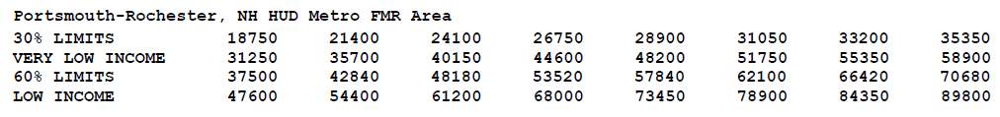 Portsmouth-Rochester, NH HUD Metro FMR Area
30% LIMITS 18750 21400 24100 26750 28900 31050 33200 35350
VERY LOW INCOME 31250 35700 40150 44600 48200 51750 55350 58900
60% LIMITS 37500 42840 48180 53520 57840 62100 66420 70680
LOW INCOME 47600 54400 61200 68000 73450 78900 84350 89800